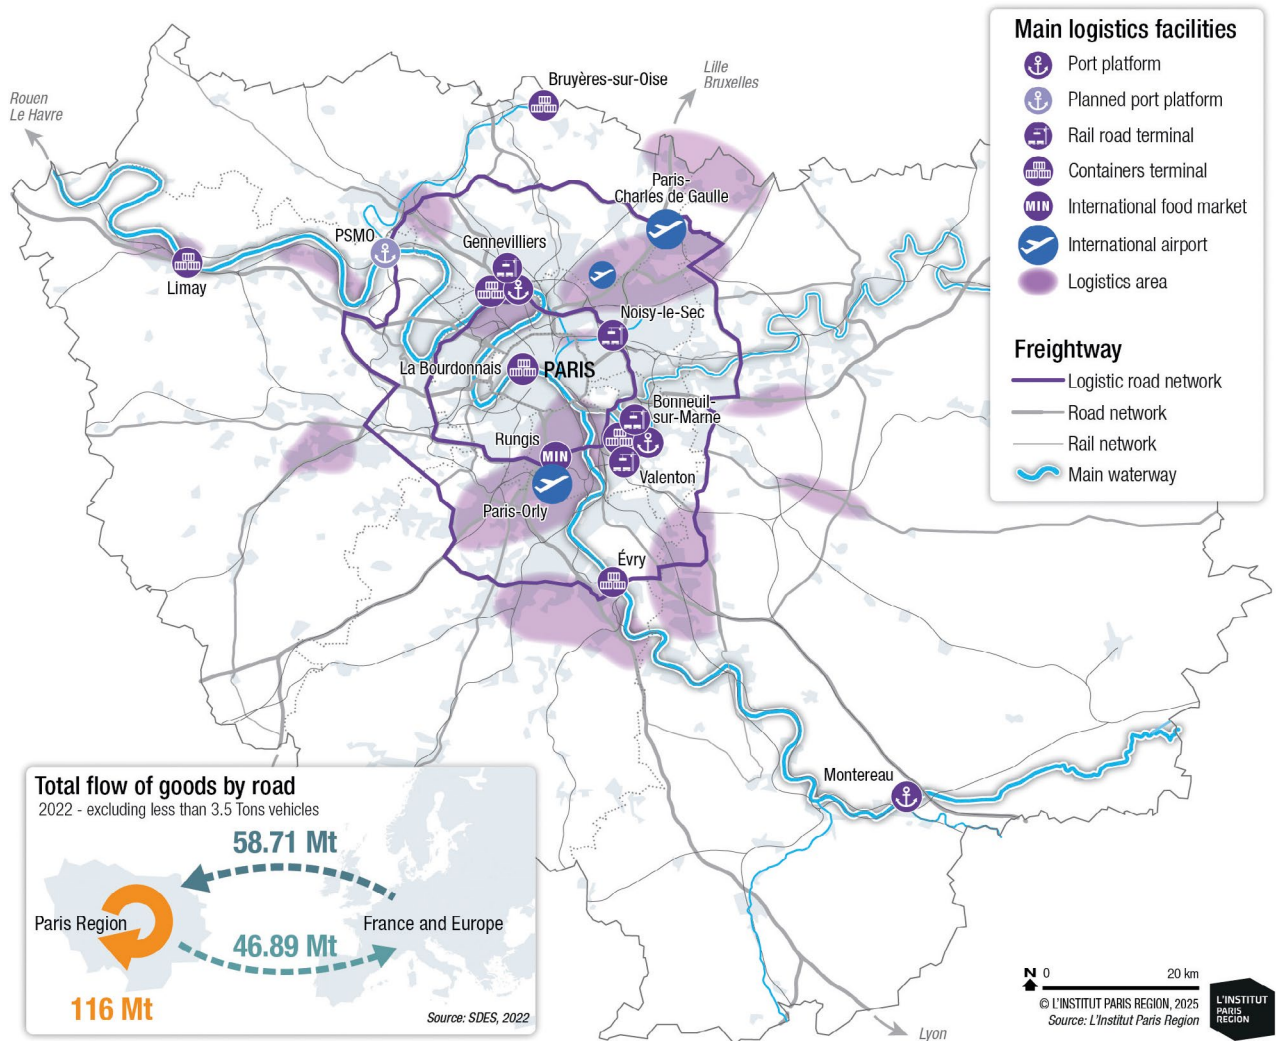 Main logistics facilities
Port platform
Planned port platform
Rail road terminal
Containers terminal
MIN
International food market
International airport
Logistics area
Freightway
Logistic road network
Road network
Rail network
Main waterway
Rouen
Le Havre
Bruyères-sur-Oise
Lille
Bruxelles
Paris-
Charles de Gaulle
PSMO
Gennevilliers
Limay
Noisy-le-Sec
La Bourdonnais
PARIS
Bonneuil-
sur-Marne
Rungis
MIN
Valenton
Paris-Orly
Évry
Montereau
Lyon
Total flow of goods by road
2022 - excluding less than 3.5 Tons vehicles
58.71 Mt
Paris Region
France and Europe
46.89 Mt
116 Mt
Source: SDES, 2022
N 0 20 km
© L'INSTITUT PARIS REGION, 2025
Source: L'Institut Paris Region
L'INSTITUT
PARIS
REGION